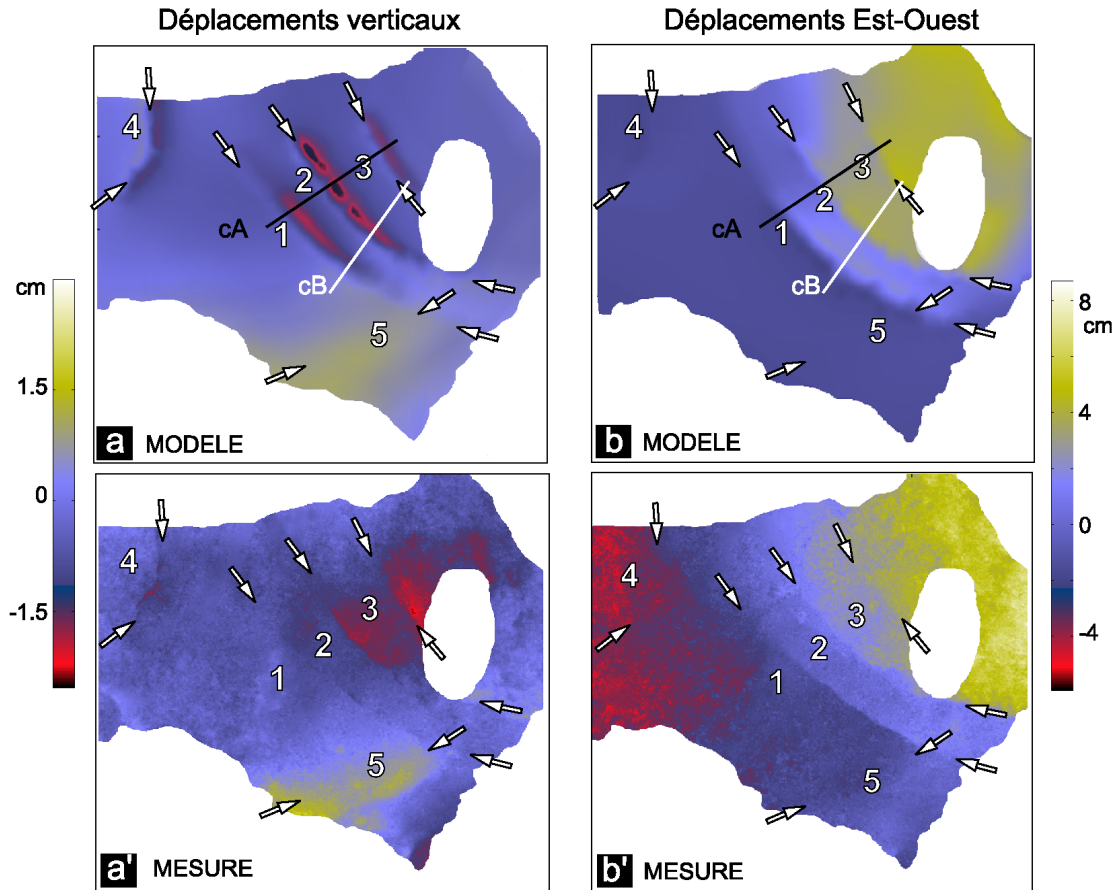 Déplacements verticaux
Déplacements Est-Ouest
4
2
3
cA
1
cB
5
a MODELE
4
3
2
cA
1
cB
5
b MODELE
cm
1.5
0
-1.5
8
cm
4
0
-4
4
3
2
1
5
a' MESURE
4
3
2
1
5
b' MESURE